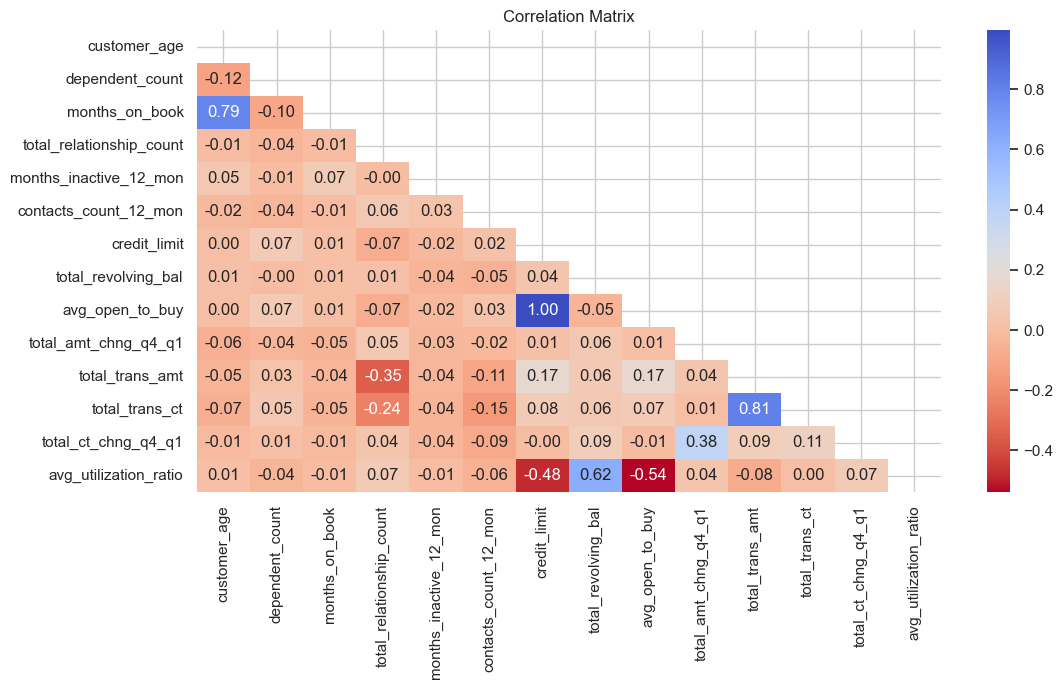 Correlation Matrix
customer_age
dependent_count -0.12
months_on_book 0.79 -0.10
total_relationship_count -0.01 -0.04 -0.01
months_inactive_12_mon 0.05 -0.01 0.07 -0.00
contacts_count_12_mon -0.02 -0.04 -0.01 0.06 0.03
credit_limit 0.00 0.07 0.01 -0.07 -0.02 0.02
total_revolving_bal 0.01 -0.00 0.01 0.01 -0.04 -0.05 0.04
avg_open_to_buy 0.00 0.07 0.01 -0.07 -0.02 0.03 1.00 -0.05
total_amt_chng_q4_q1 -0.06 -0.04 -0.05 0.05 -0.03 -0.02 0.01 0.06 0.01
total_trans_amt -0.05 0.03 -0.04 -0.35 -0.04 -0.11 0.17 0.06 0.17 0.04
total_trans_ct -0.07 0.05 -0.05 -0.24 -0.04 -0.15 0.08 0.06 0.07 0.01 0.81
total_ct_chng_q4_q1 -0.01 0.01 -0.01 0.04 -0.04 -0.09 -0.00 0.09 -0.01 0.38 0.09 0.11
avg_utilization_ratio 0.01 -0.04 -0.01 0.07 -0.01 -0.06 -0.48 0.62 -0.54 0.04 -0.08 0.00 0.07
customer_age
dependent_count
months_on_book
total_relationship_count
months_inactive_12_mon
contacts_count_12_mon
credit_limit
total_revolving_bal
avg_open_to_buy
total_amt_chng_q4_q1
total_trans_amt
total_trans_ct
total_ct_chng_q4_q1
avg_utilization_ratio
0.8
0.6
0.4
0.2
0.0
-0.2
-0.4